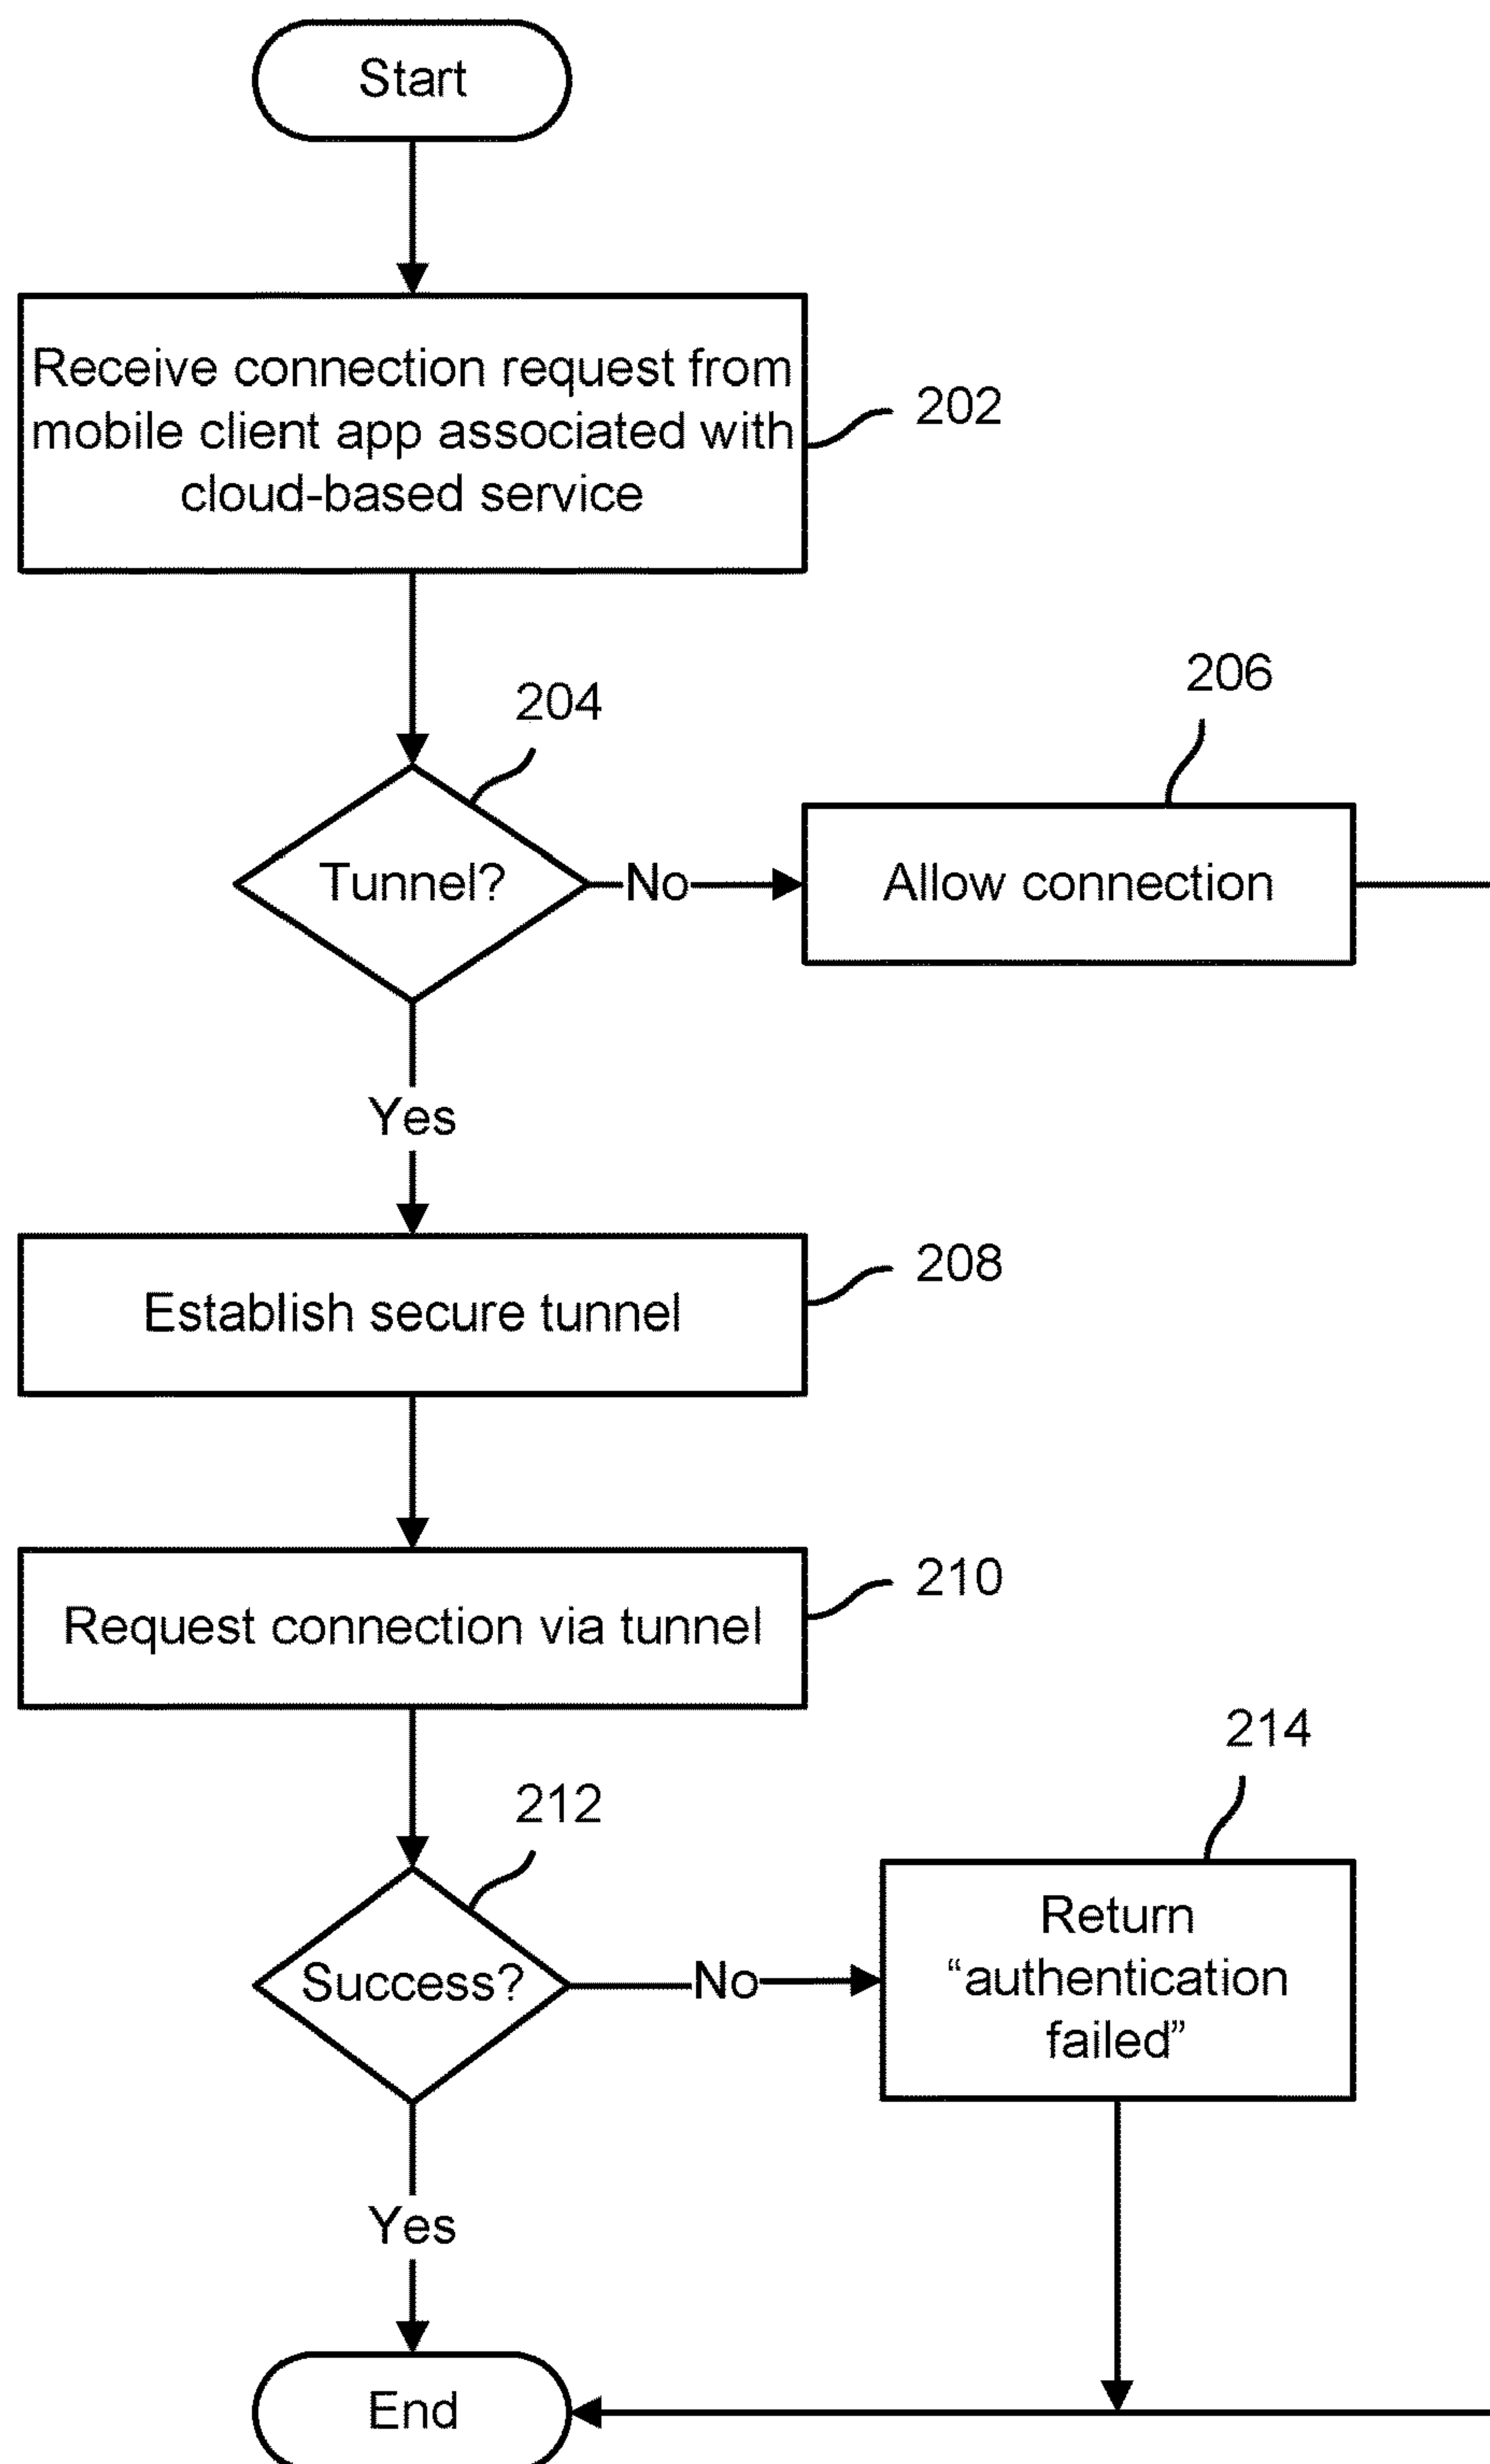 Start
Receive connection request from
mobile client app associated with
cloud-based service
202
204
206
Tunnel?
No
Allow connection
Yes
208
Establish secure tunnel
210
Request connection via tunnel
214
212
Return
“authentication
failed”
Success?
No
Yes
End